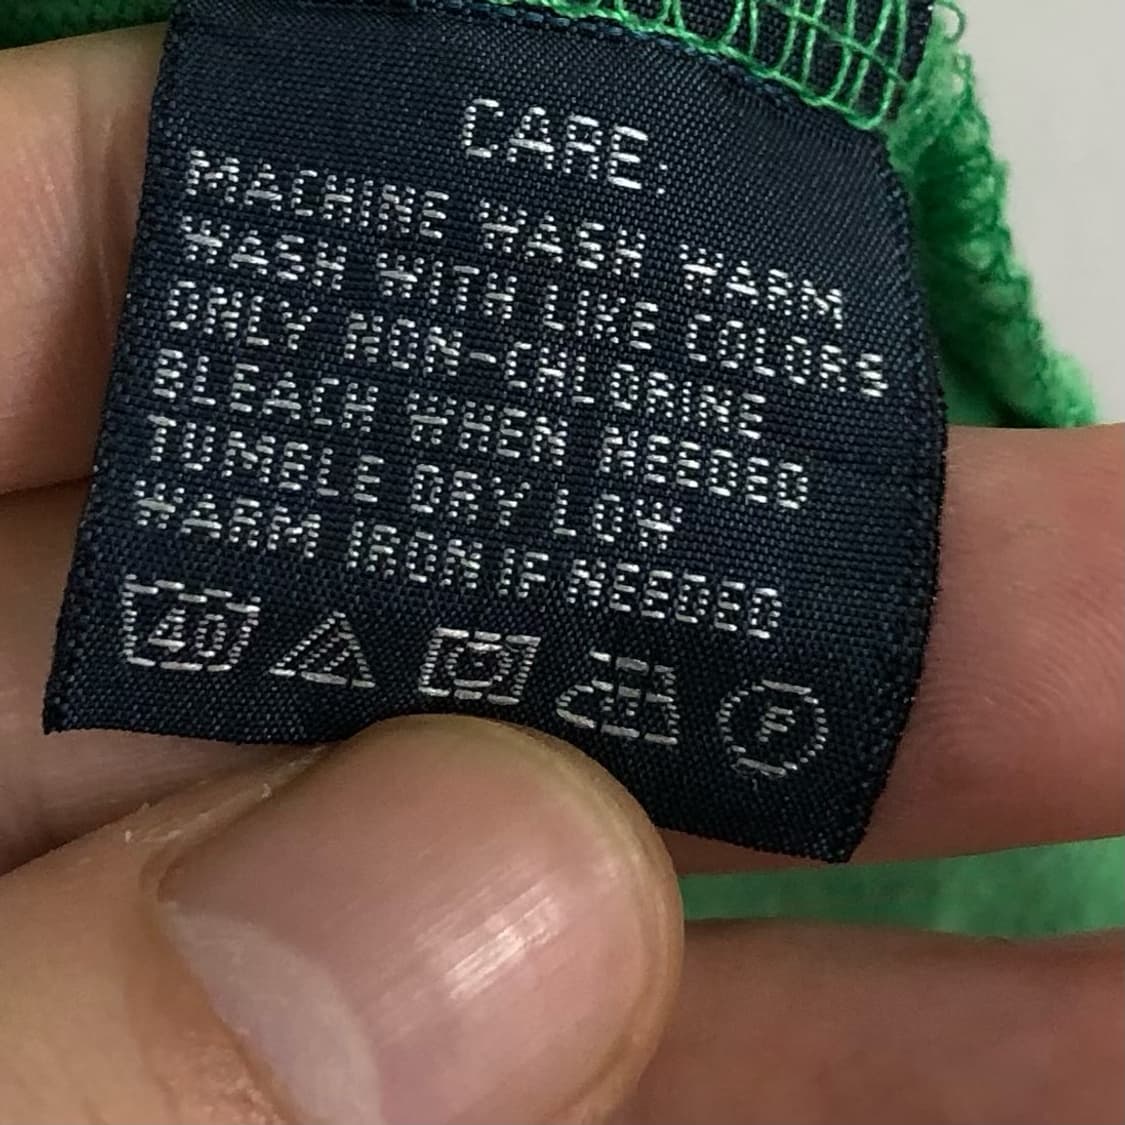 CARE:
MACHINE WASH WARM
WASH WITH LIKE COLORS
ONLY NON-CHLORINE
BLEACH WHEN NEEDED
TUMBLE DRY LOW
WARM IRON IF NEEDED
40
F